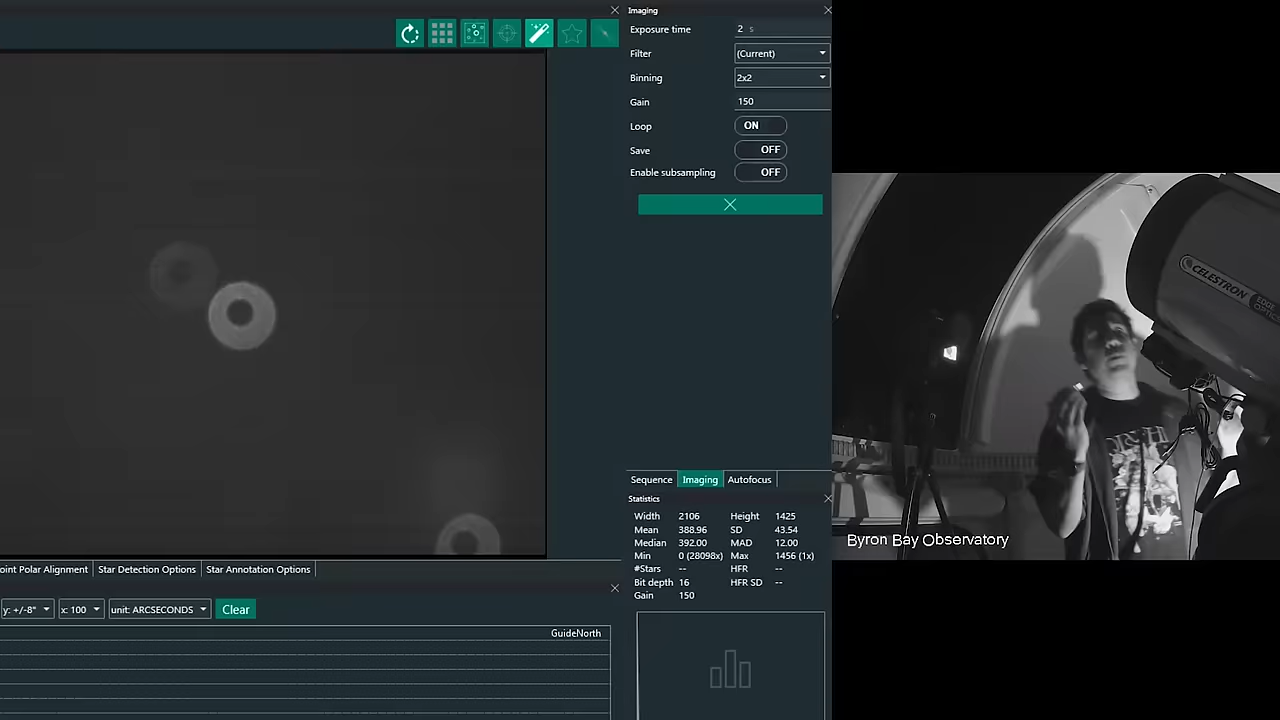 Imaging
Exposure time 2 s
Filter (Current)
Binning 2x2
Gain 150
Loop ON
Save OFF
Enable subsampling OFF
Sequence Imaging Autofocus
Statistics
Width 2106 Height 1425
Mean 388.96 SD 43.54
Median 392.00 MAD 12.00
Min 0 (28098x) Max 1456 (1x)
#Stars -- HFR --
Bit depth 16 HFR SD --
Gain 150
oint Polar Alignment Star Detection Options Star Annotation Options
y: +/-8" x: 100 unit: ARCSECONDS Clear
GuideNorth
CELESTRON
EDGE
OPTIC
Byron Bay Observatory